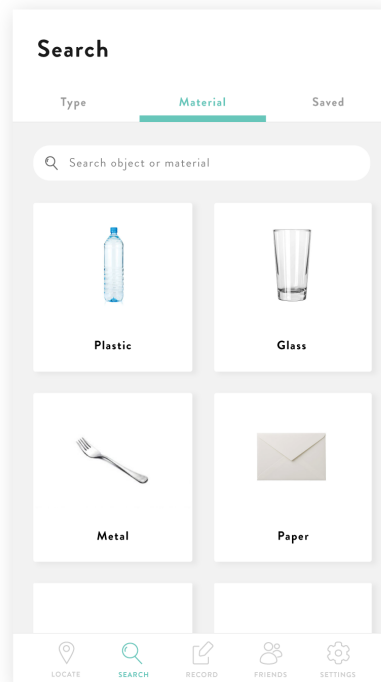 Search
Type Material Saved
Search object or material
Plastic Glass
Metal Paper
LOCATE SEARCH RECORD FRIENDS SETTINGS